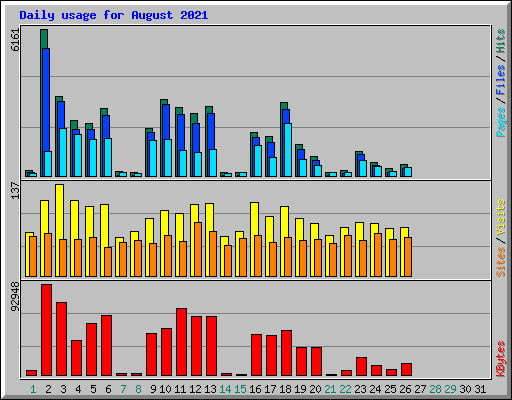 Daily usage for August 2021
6161
Pages / Files / Hits
137
Sites / Visits
92948
KBytes
1 2 3 4 5 6 7 8 9 10 11 12 13 14 15 16 17 18 19 20 21 22 23 24 25 26 27 28 29 30 31